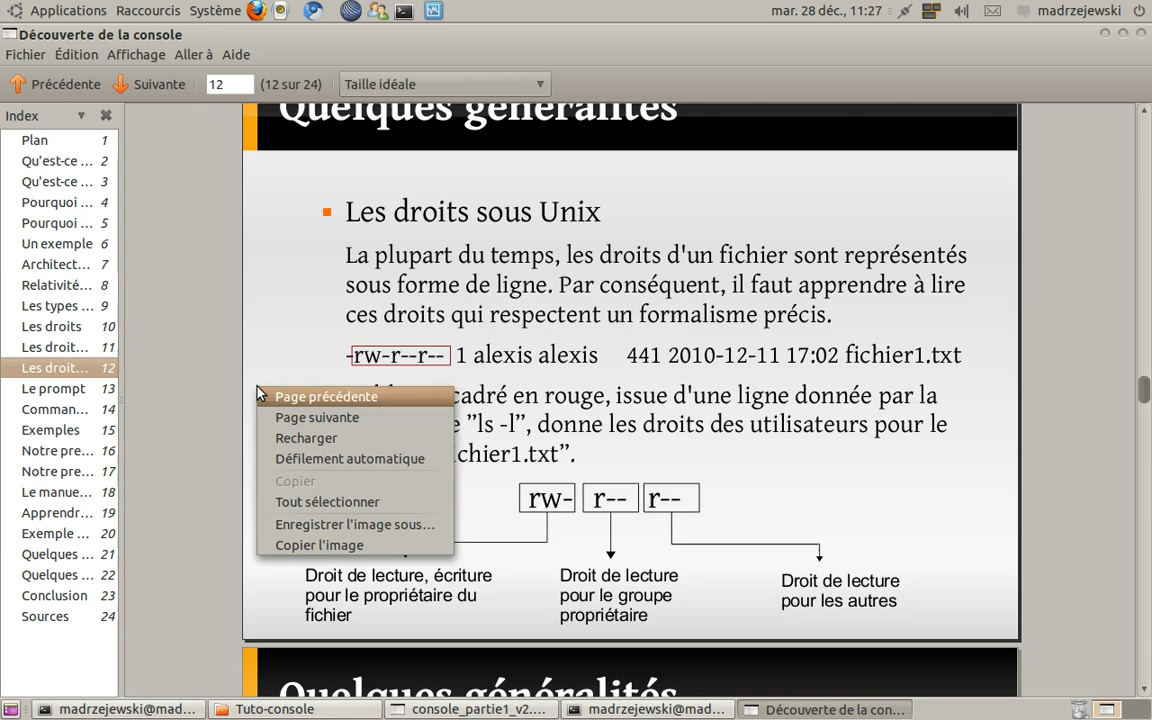 Applications Raccourcis Système mar. 28 déc., 11:27 madrzejewski
Découverte de la console
Fichier Édition Affichage Aller à Aide
Précédente Suivante 12 (12 sur 24) Taille idéale
Index
Plan 1
Qu'est-ce ... 2
Qu'est-ce ... 3
Pourquoi ... 4
Pourquoi ... 5
Un exemple 6
Architect... 7
Relativité... 8
Les types ... 9
Les droits 10
Les droit... 11
Les droit... 12
Le prompt 13
Comman... 14
Exemples 15
Notre pre... 16
Notre pre... 17
Le manue... 18
Apprendr... 19
Exemple ... 20
Quelques ... 21
Quelques ... 22
Conclusion 23
Sources 24
Quelques généralités
Les droits sous Unix
La plupart du temps, les droits d'un fichier sont représentés
sous forme de ligne. Par conséquent, il faut apprendre à lire
ces droits qui respectent un formalisme précis.
-rw-r--r-- 1 alexis alexis 441 2010-12-11 17:02 fichier1.txt
cadré en rouge, issue d'une ligne donnée par la
"ls -l", donne les droits des utilisateurs pour le
ichier1.txt".
Page précédente
Page suivante
Recharger
Défilement automatique
Copier
Tout sélectionner
Enregistrer l'image sous...
Copier l'image
rw- r-- r--
Droit de lecture, écriture
pour le propriétaire du
fichier
Droit de lecture
pour le groupe
propriétaire
Droit de lecture
pour les autres
Quelques généralités
madrzejewski@mad... Tuto-console console_partie1_v2.... madrzejewski@mad... Découverte de la con...